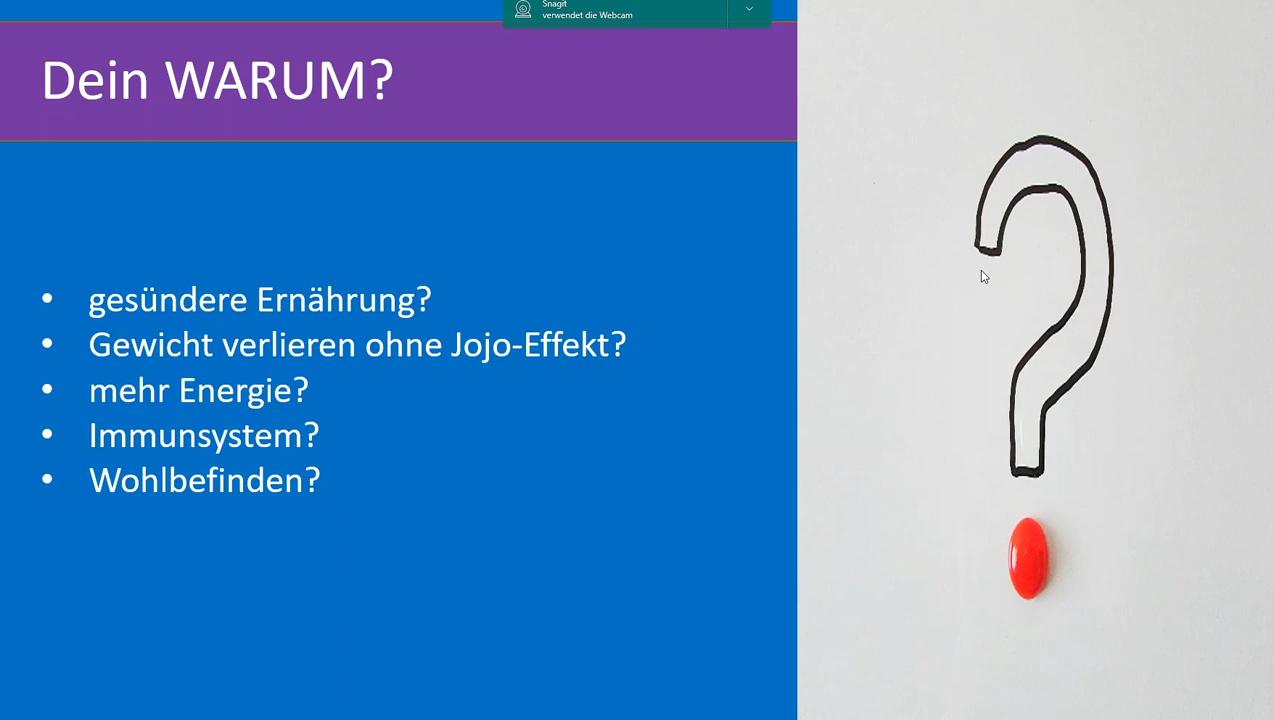 Snagit
verwendet die Webcam
Dein WARUM?
• gesündere Ernährung?
• Gewicht verlieren ohne Jojo-Effekt?
• mehr Energie?
• Immunsystem?
• Wohlbefinden?